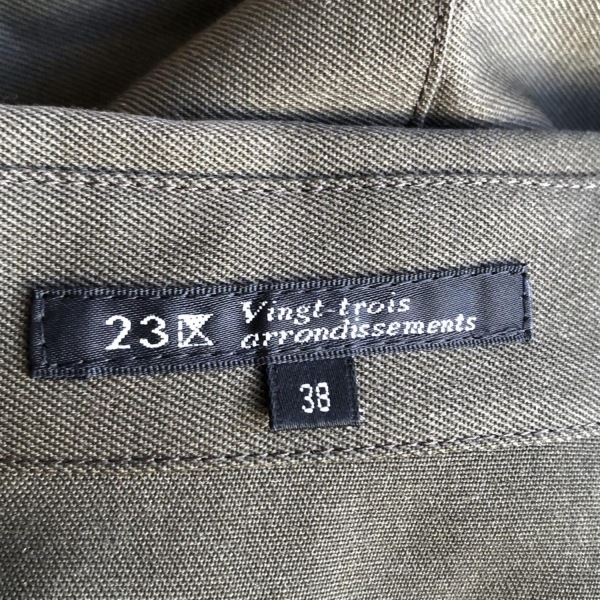 23区 Vingt-trois
arrondissements
38